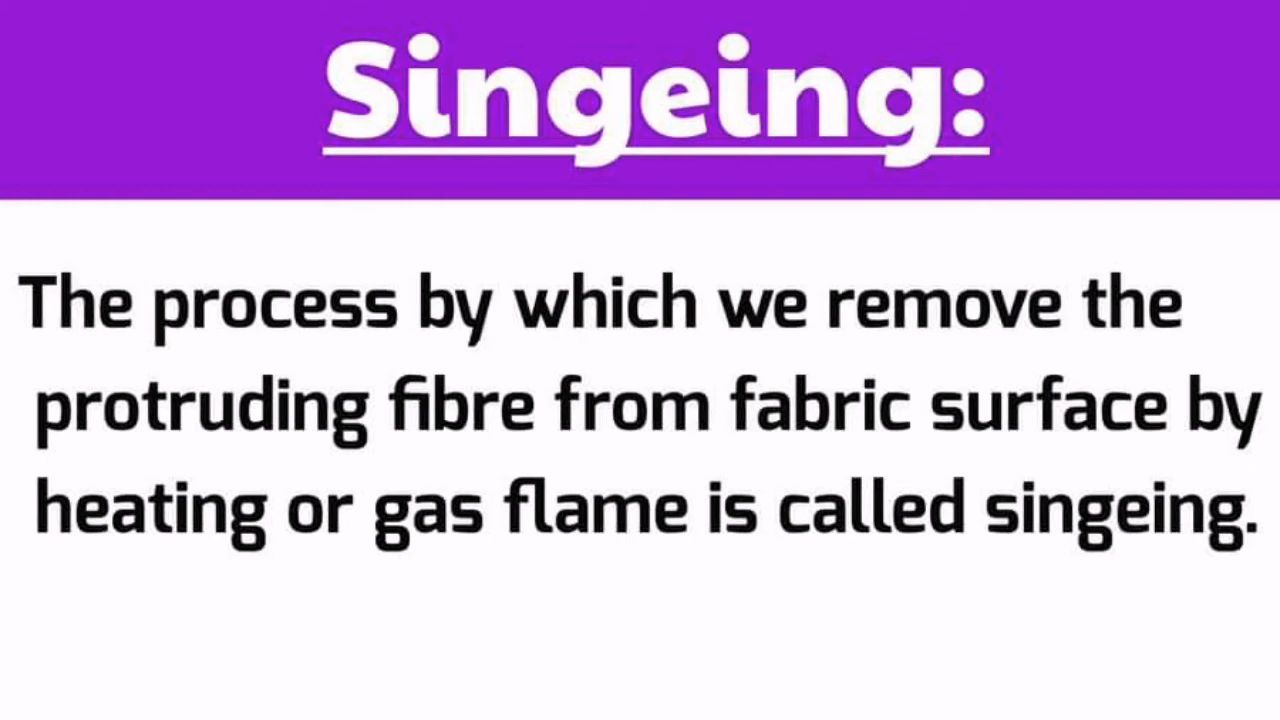 Singeing:
The process by which we remove the
protruding fibre from fabric surface by
heating or gas flame is called singeing.